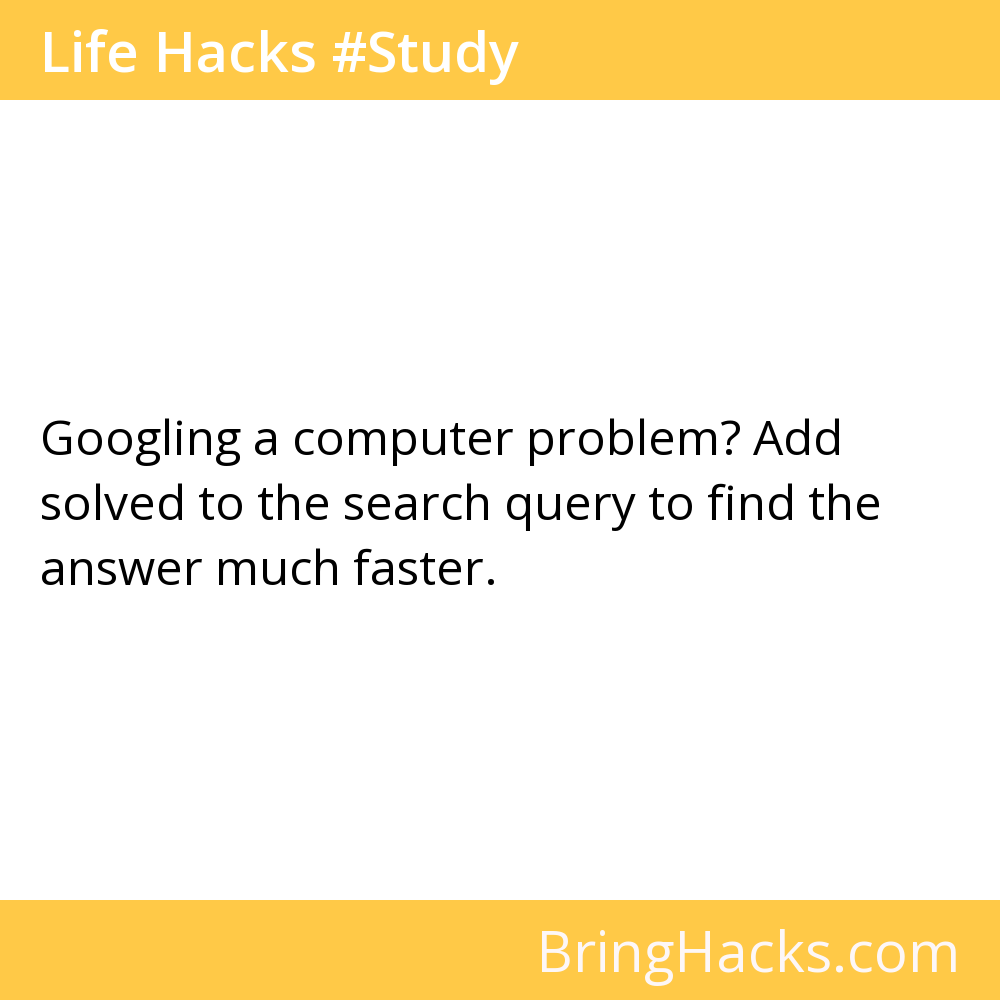 Life Hacks #Study
Googling a computer problem? Add
solved to the search query to find the
answer much faster.
BringHacks.com